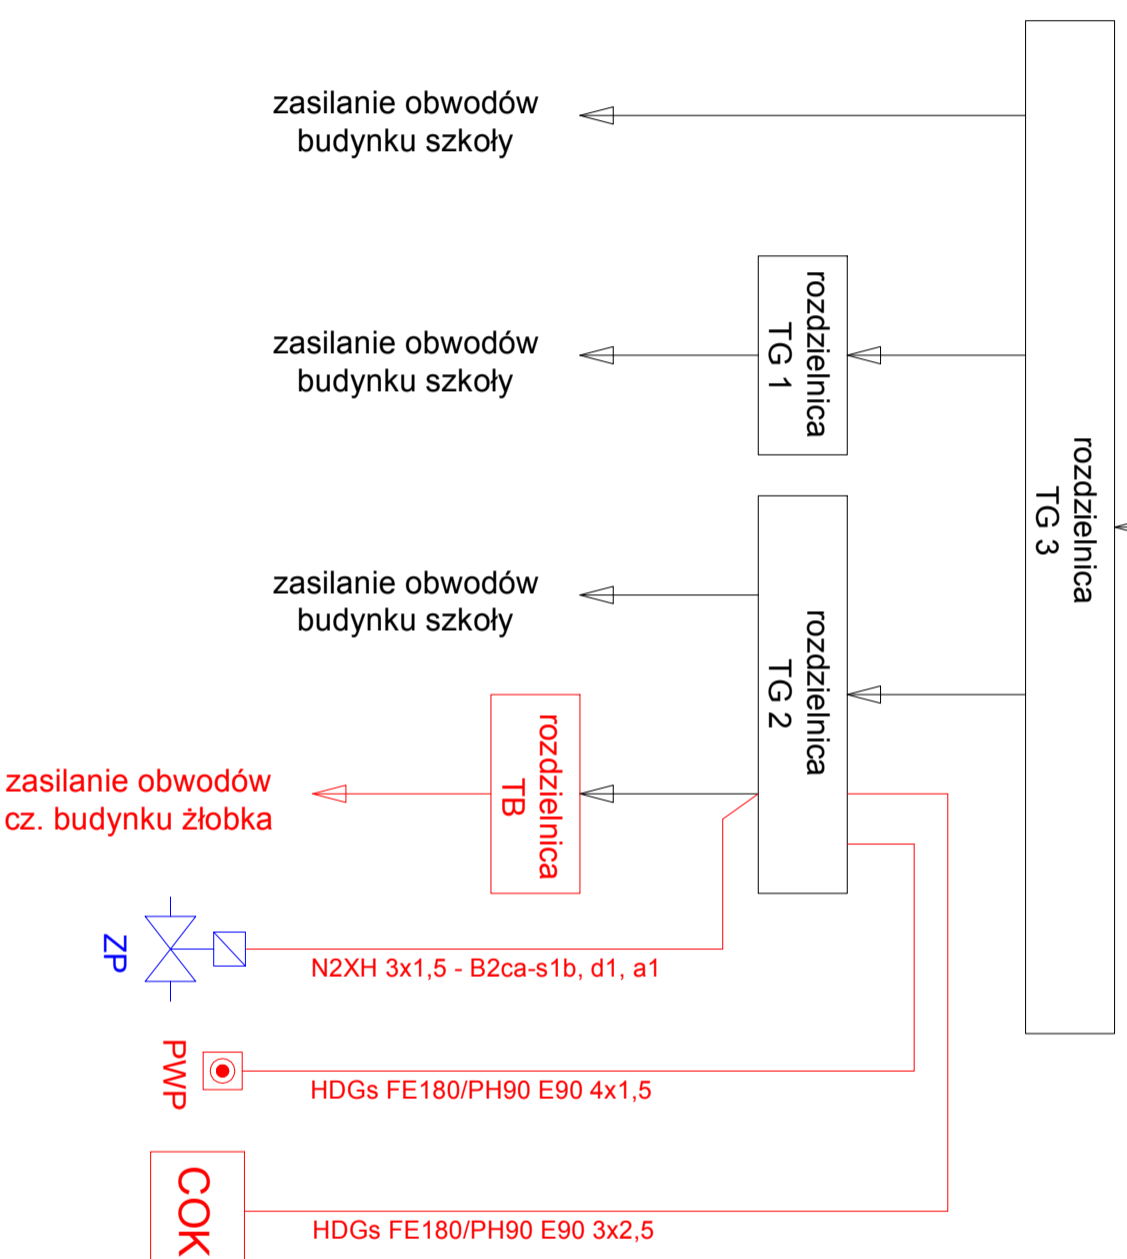 zasilanie obwodów
budynku szkoły
rozdzielnica
TG 3
zasilanie obwodów
budynku szkoły
rozdzielnica
TG 1
zasilanie obwodów
budynku szkoły
rozdzielnica
TG 2
zasilanie obwodów
cz. budynku żłobka
rozdzielnica
TB
ZP
N2XH 3x1,5 - B2ca-s1b, d1, a1
PWP
HDGs FE180/PH90 E90 4x1,5
COK
HDGs FE180/PH90 E90 3x2,5